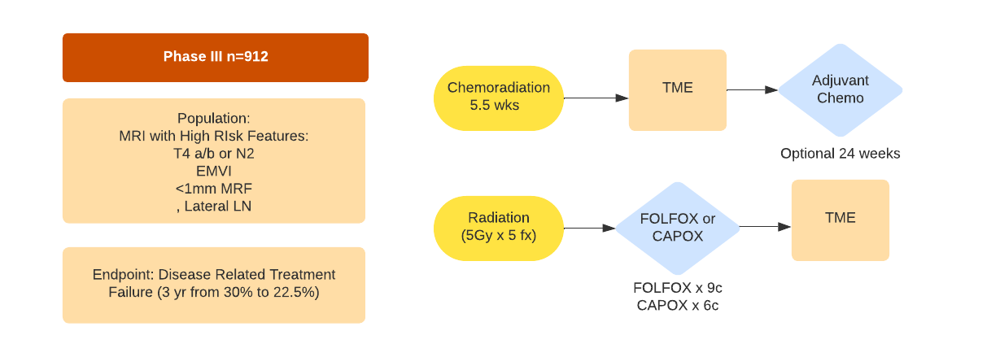 Phase III n=912
Population:
MRI with High RIsk Features:
T4 a/b or N2
EMVI
<1mm MRF
, Lateral LN
Endpoint: Disease Related Treatment
Failure (3 yr from 30% to 22.5%)
Chemoradiation
5.5 wks
TME
Adjuvant
Chemo
Optional 24 weeks
Radiation
(5Gy x 5 fx)
FOLFOX or
CAPOX
FOLFOX x 9c
CAPOX x 6c
TME